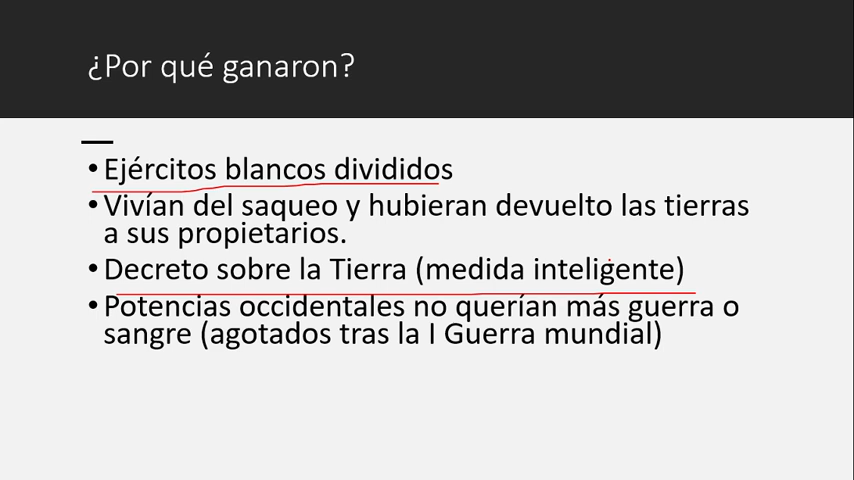 ¿Por qué ganaron?
•Ejércitos blancos divididos
•Vivían del saqueo y hubieran devuelto las tierras
a sus propietarios.
•Decreto sobre la Tierra (medida inteligente)
•Potencias occidentales no querían más guerra o
sangre (agotados tras la I Guerra mundial)